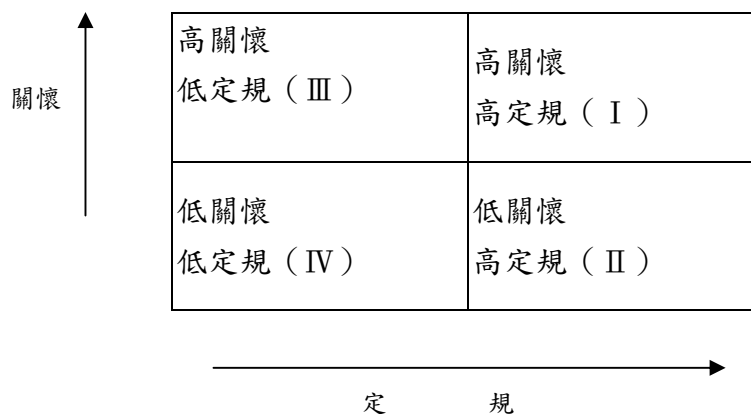 關懷
高關懷
低定規（Ⅲ）
高關懷
高定規（Ⅰ）
低關懷
低定規（Ⅳ）
低關懷
高定規（Ⅱ）
定 規